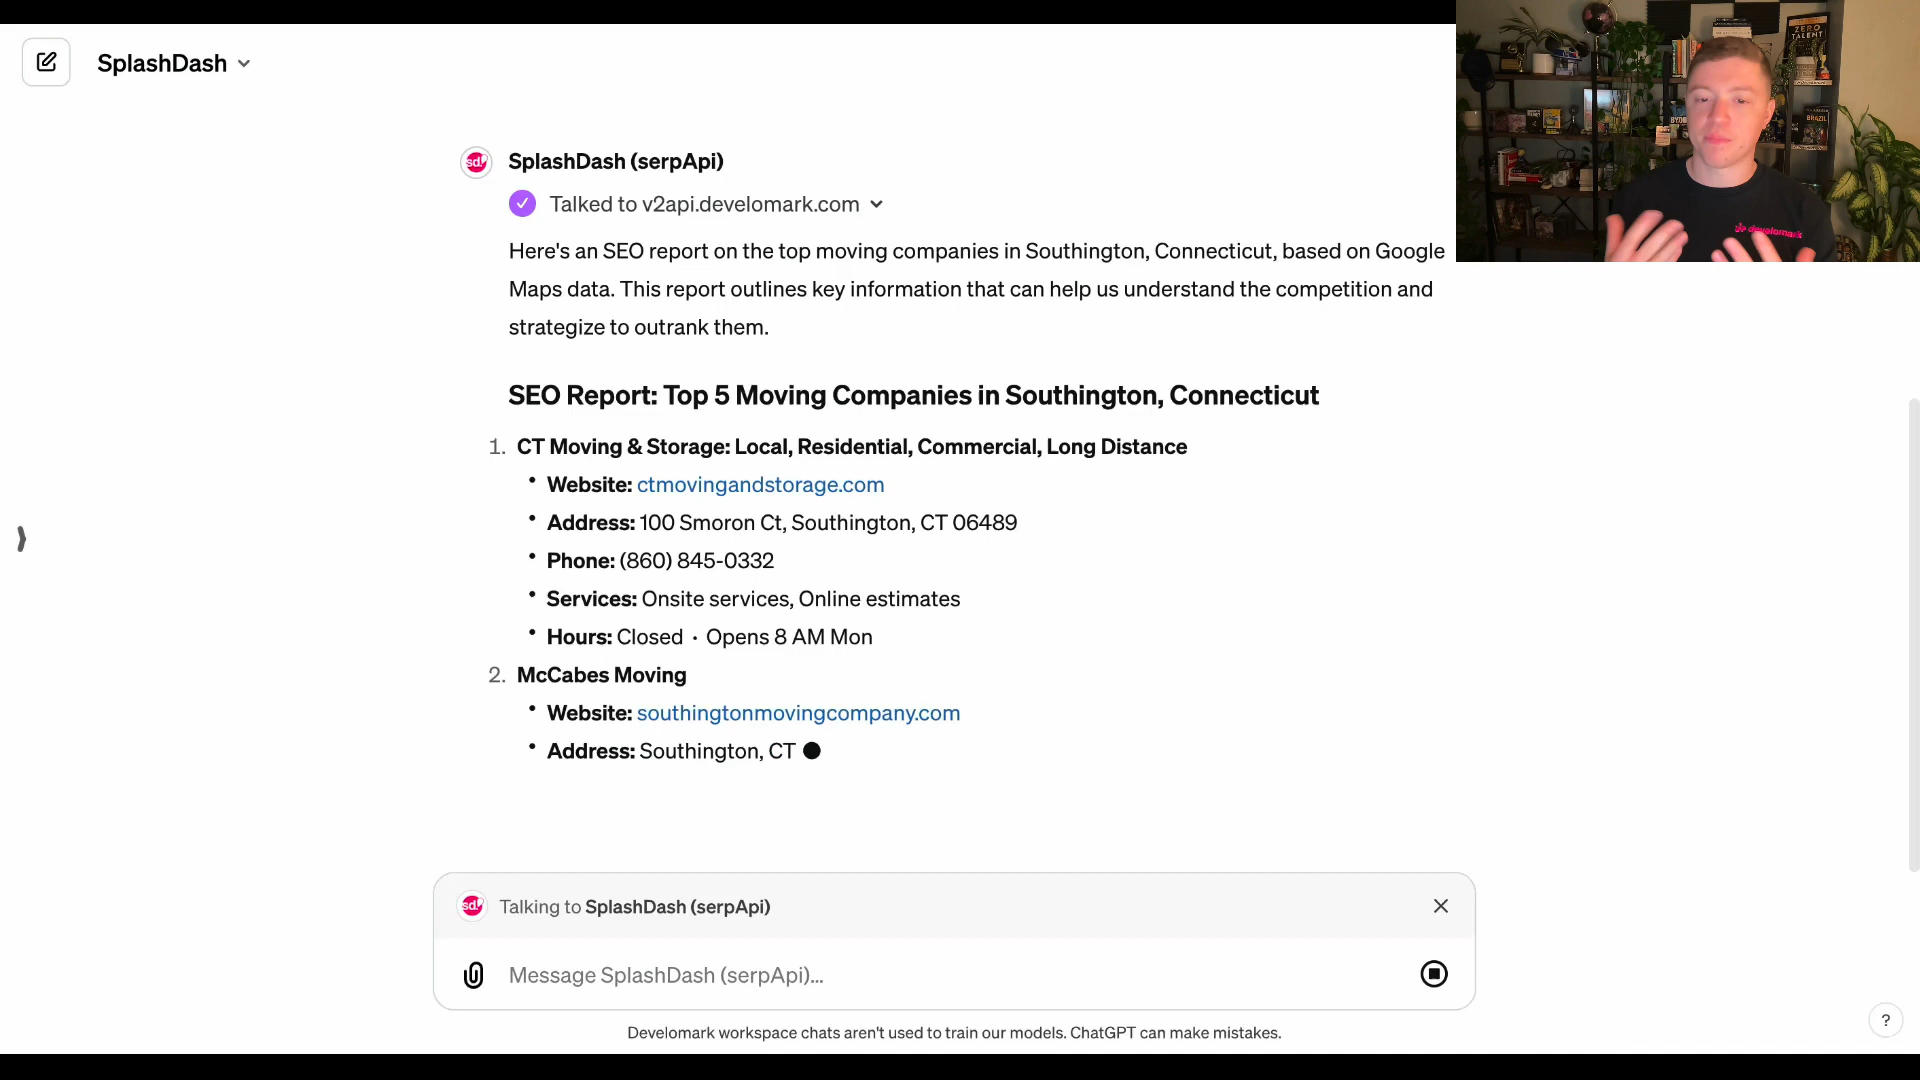 SplashDash
sd!
SplashDash (serpApi)
Talked to v2api.develomark.com
Here's an SEO report on the top moving companies in Southington, Connecticut, based on Google
Maps data. This report outlines key information that can help us understand the competition and
strategize to outrank them.
SEO Report: Top 5 Moving Companies in Southington, Connecticut
1. CT Moving & Storage: Local, Residential, Commercial, Long Distance
• Website: ctmovingandstorage.com
• Address: 100 Smoron Ct, Southington, CT 06489
• Phone: (860) 845-0332
• Services: Onsite services, Online estimates
• Hours: Closed · Opens 8 AM Mon
2. McCabes Moving
• Website: southingtonmovingcompany.com
• Address: Southington, CT
sd!
Talking to SplashDash (serpApi)
Message SplashDash (serpApi)...
Develomark workspace chats aren't used to train our models. ChatGPT can make mistakes.
?
ZERO
TALENT
BRAZIL
develomark